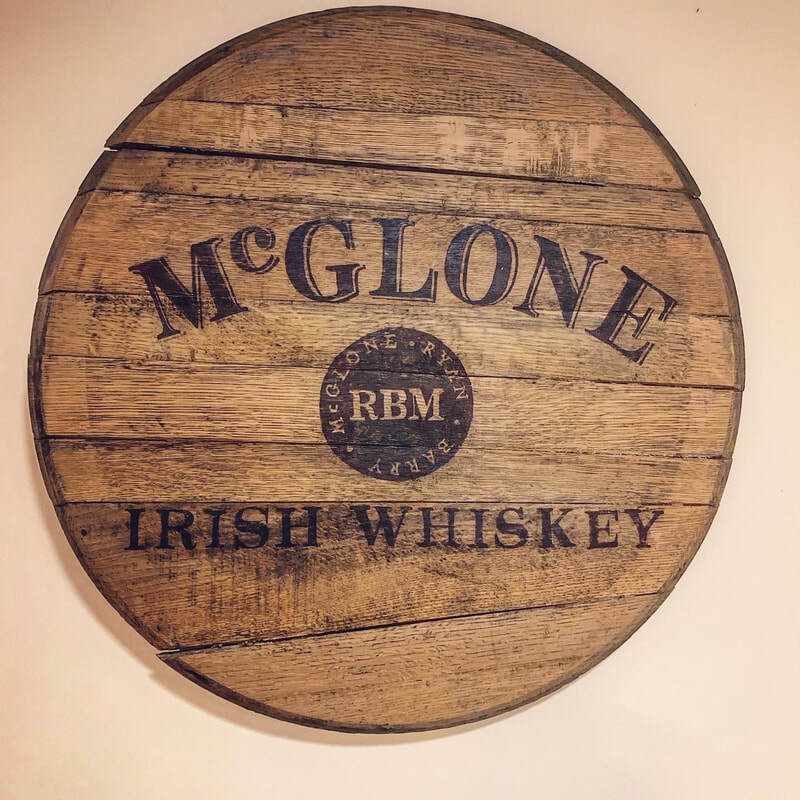 McGLONE
McGLONE · RYAN · BARRY ·
RBM
IRISH WHISKEY